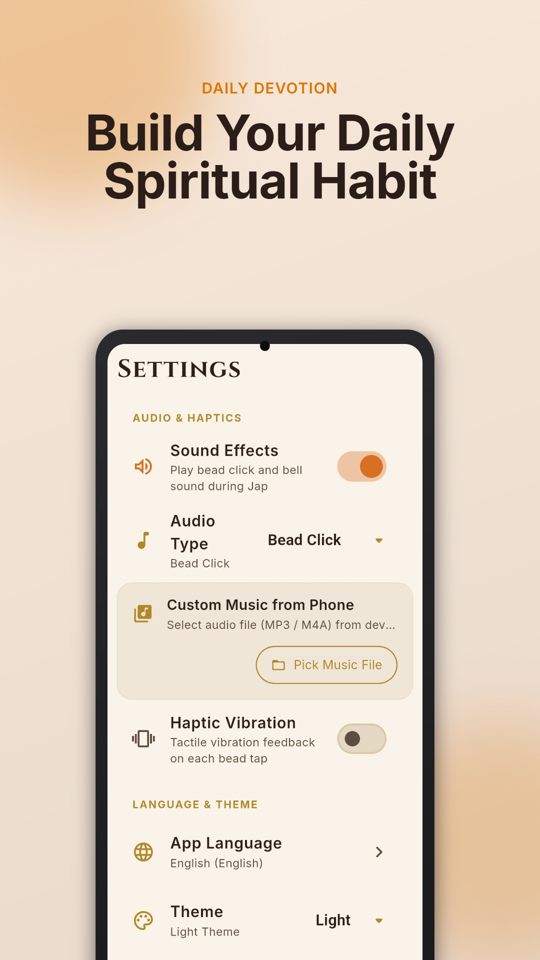 DAILY DEVOTION
Build Your Daily
Spiritual Habit
SETTINGS
AUDIO & HAPTICS
Sound Effects
Play bead click and bell
sound during Jap
Audio
Type
Bead Click
Bead Click
Custom Music from Phone
Select audio file (MP3 / M4A) from dev...
Pick Music File
Haptic Vibration
Tactile vibration feedback
on each bead tap
LANGUAGE & THEME
App Language
English (English)
Theme
Light Theme
Light